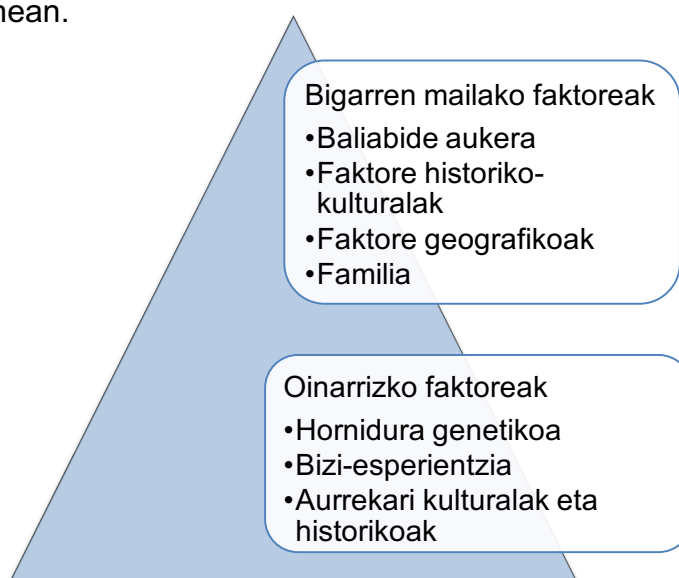 Bigarren mailako faktoreak
•Baliabide aukera
•Faktore historiko-
kulturalak
•Faktore geografikoak
•Familia
Oinarrizko faktoreak
•Hornidura genetikoa
•Bizi-esperientzia
•Aurrekari kulturalak eta
historikoak